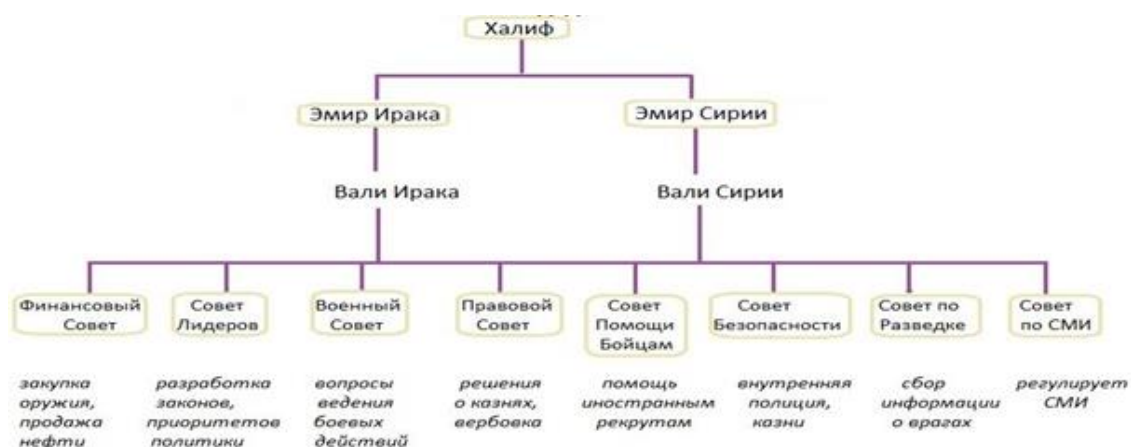 Халиф
Эмир Ирака
Эмир Сирии
Вали Ирака
Вали Сирии
Финансовый
Совет
Совет
Лидеров
Военный
Совет
Правовой
Совет
Совет
Помощи
Бойцам
Совет
Безопасности
Совет по
Разведке
Совет
по СМИ
закупка
оружия,
продажа
нефти
разработка
законов,
приоритетов
политики
вопросы
ведения
боевых
действий
решения
о казнях,
вербовка
помощь
иностранным
рекрутам
внутренняя
полиция,
казни
сбор
информации
о врагах
регулирует
СМИ